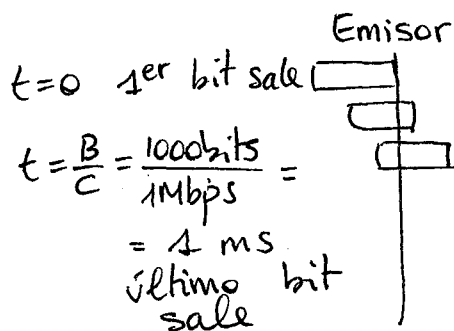 Emisor
t=0 1er bit sale
t = B/C = 1000bits/1Mbps =
= 1 ms
último bit
sale